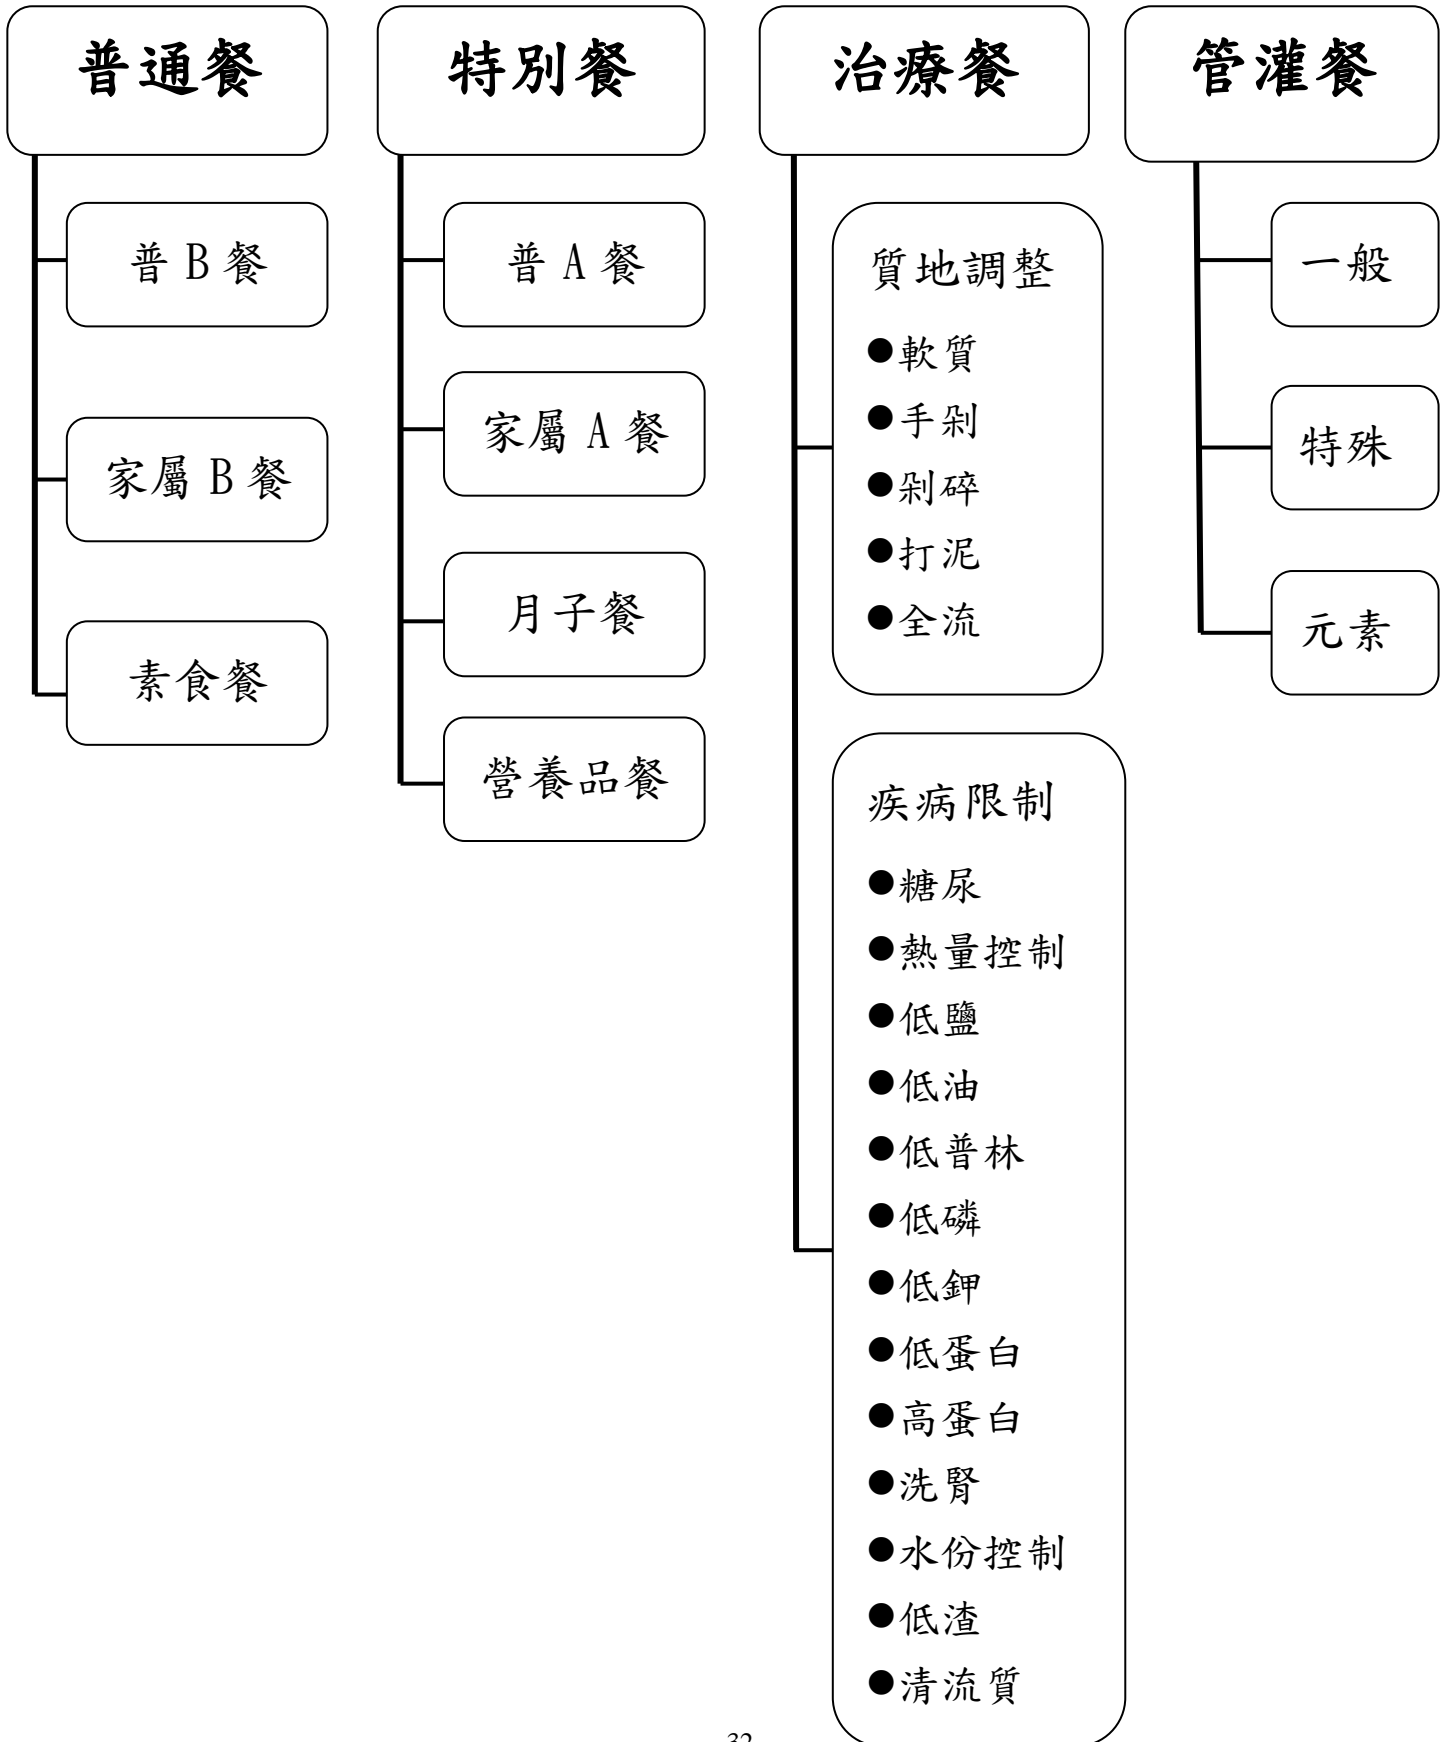 普通餐
普B餐
家屬B餐
素食餐
特別餐
普A餐
家屬A餐
月子餐
營養品餐
治療餐
質地調整
●軟質
●手剁
●剁碎
●打泥
●全流
疾病限制
●糖尿
●熱量控制
●低鹽
●低油
●低普林
●低磷
●低鉀
●低蛋白
●高蛋白
●洗腎
●水份控制
●低渣
●清流質
管灌餐
一般
特殊
元素
32